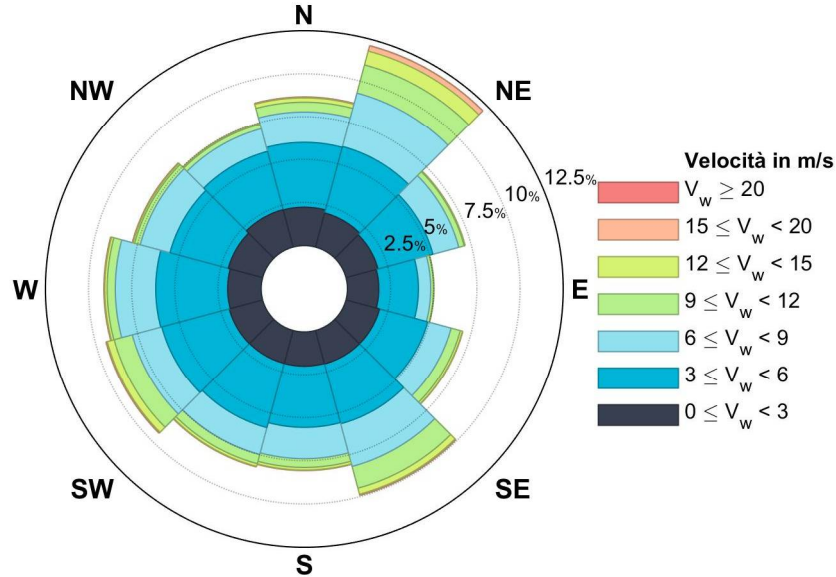 N
NW
NE
12.5%
10%
7.5%
5%
2.5%
W
E
SW
SE
S
Velocità in m/s
V_w ≥ 20
15 ≤ V_w < 20
12 ≤ V_w < 15
9 ≤ V_w < 12
6 ≤ V_w < 9
3 ≤ V_w < 6
0 ≤ V_w < 3